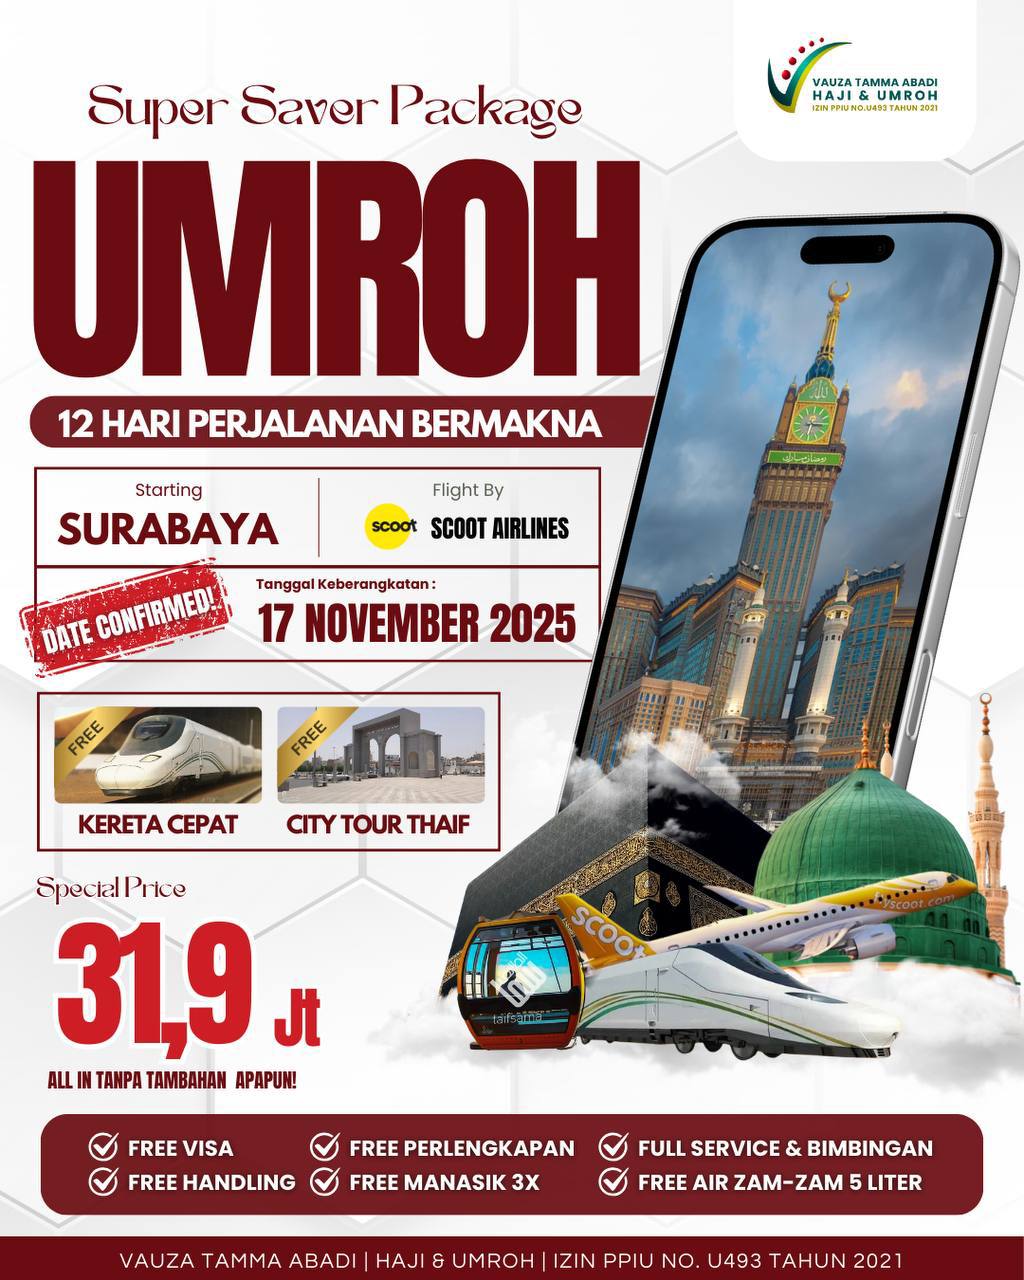 VAUZA TAMMA ABADI
HAJI & UMROH
IZIN PPIU NO.U493 TAHUN 2021
Super Saver Package
UMROH
12 HARI PERJALANAN BERMAKNA
Starting
SURABAYA
Flight By
scoot SCOOT AIRLINES
DATE CONFIRMED!
Tanggal Keberangkatan :
17 NOVEMBER 2025
FREE
KERETA CEPAT
FREE
CITY TOUR THAIF
Special Price
31,9 Jt
ALL IN TANPA TAMBAHAN APAPUN!
scoot
flyscoot.com
taifsama
FREE VISA
FREE PERLENGKAPAN
FULL SERVICE & BIMBINGAN
FREE HANDLING
FREE MANASIK 3X
FREE AIR ZAM-ZAM 5 LITER
VAUZA TAMMA ABADI | HAJI & UMROH | IZIN PPIU NO. U493 TAHUN 2021